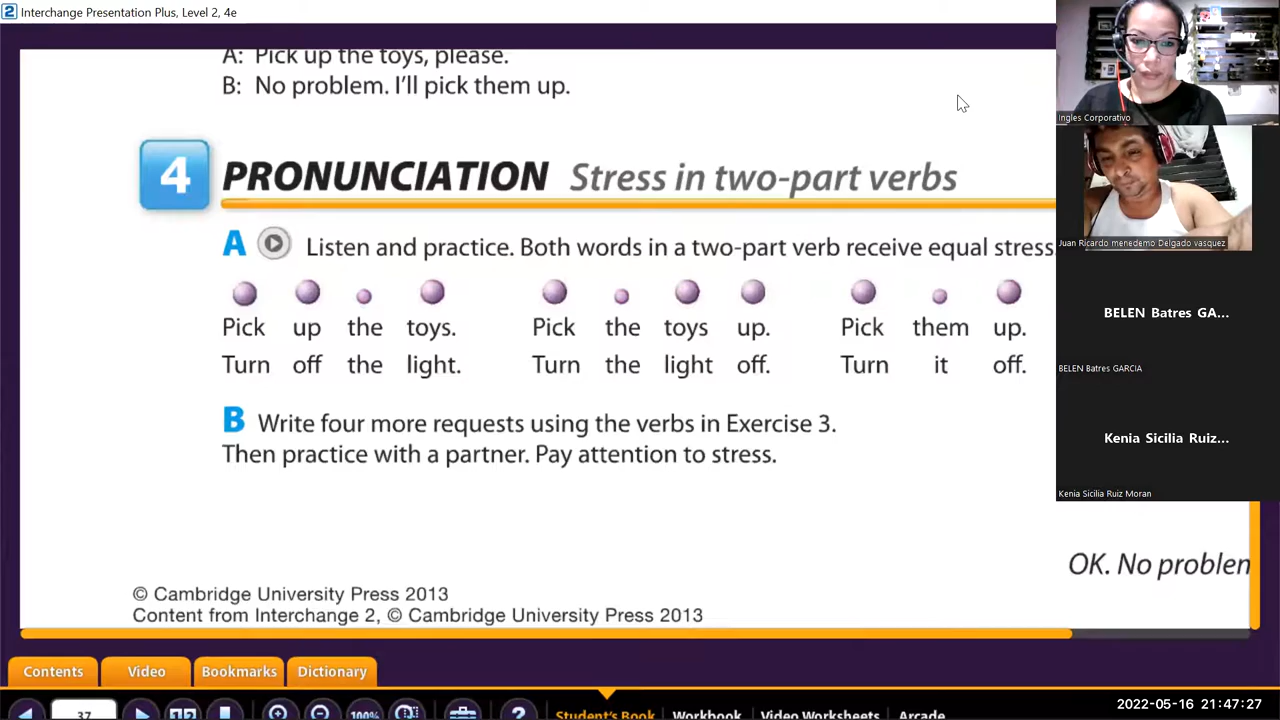 Interchange Presentation Plus, Level 2, 4e
A: Pick up the toys, please.
B: No problem. I'll pick them up.
4 PRONUNCIATION Stress in two-part verbs
A Listen and practice. Both words in a two-part verb receive equal stress.
Pick up the toys. Pick the toys up. Pick them up.
Turn off the light. Turn the light off. Turn it off.
B Write four more requests using the verbs in Exercise 3.
Then practice with a partner. Pay attention to stress.
OK. No problem
© Cambridge University Press 2013
Content from Interchange 2, © Cambridge University Press 2013
Contents Video Bookmarks Dictionary
37 100% ?
Student's Book Workbook Video Worksheets Arcade
Ingles Corporativo
Juan Ricardo menedemo Delgado vasquez
BELEN Batres GA...
BELEN Batres GARCIA
Kenia Sicilia Ruiz...
Kenia Sicilia Ruiz Moran
2022-05-16 21:47:27